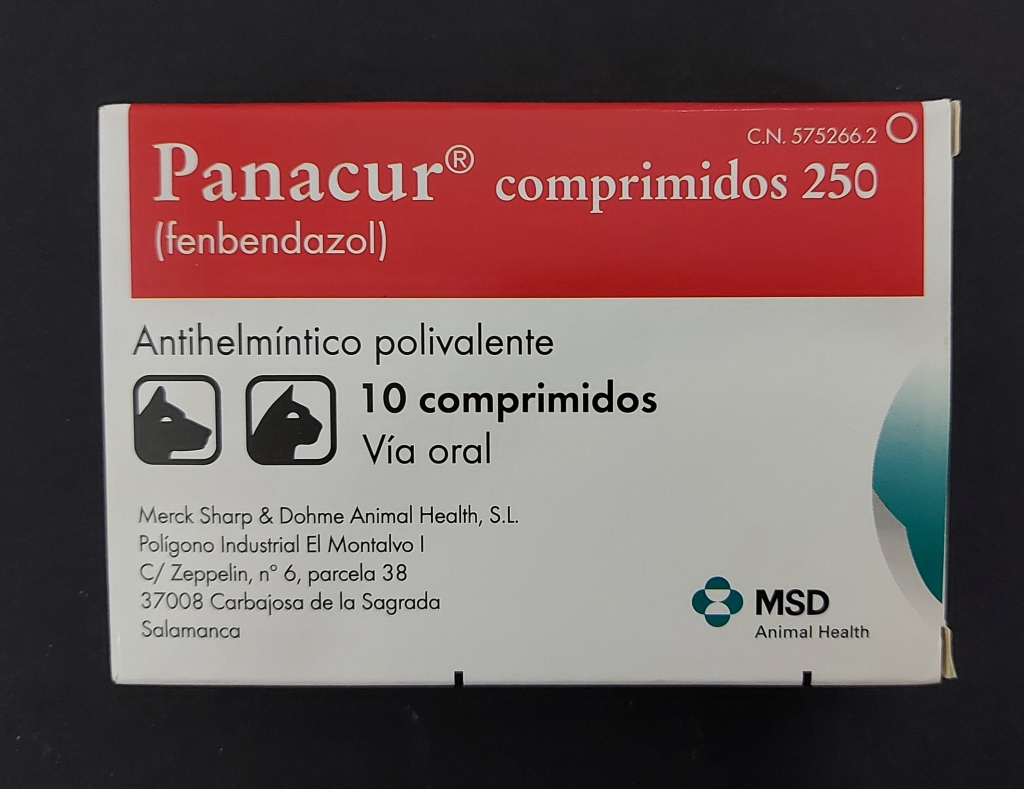 C.N. 575266.2
Panacur® comprimidos 250
(fenbendazol)
Antihelmíntico polivalente
10 comprimidos
Vía oral
Merck Sharp & Dohme Animal Health, S.L.
Polígono Industrial El Montalvo I
C/ Zeppelin, n° 6, parcela 38
37008 Carbajosa de la Sagrada
Salamanca
MSD
Animal Health